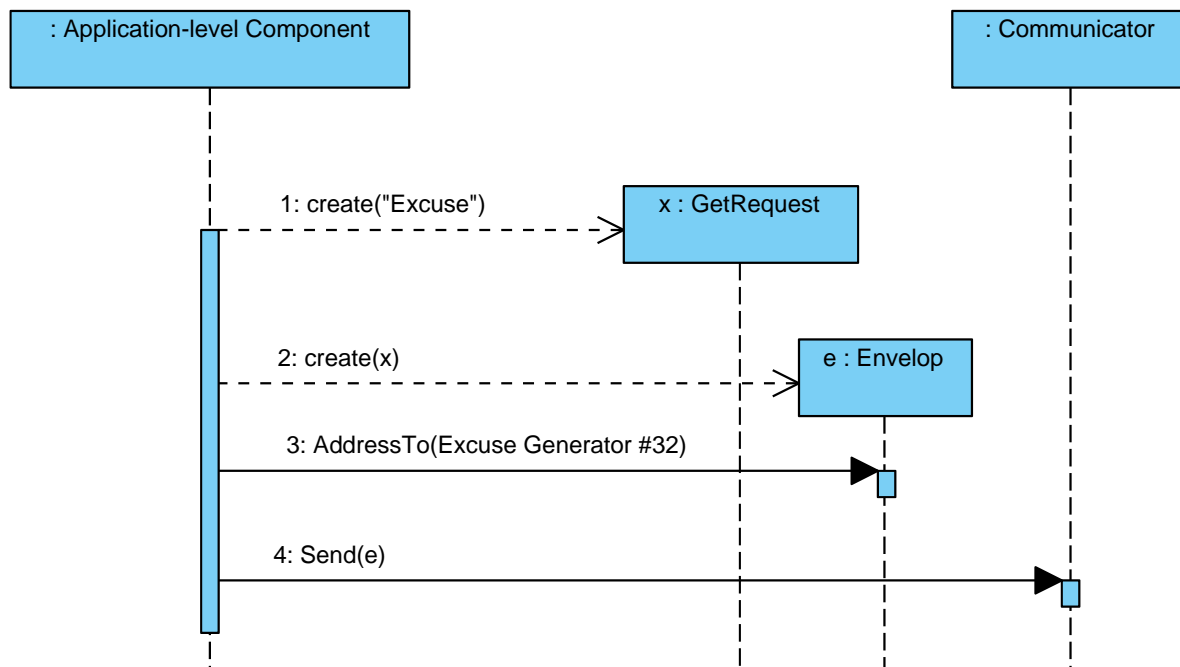 : Application-level Component
: Communicator
1: create("Excuse")
x : GetRequest
2: create(x)
e : Envelop
3: AddressTo(Excuse Generator #32)
4: Send(e)